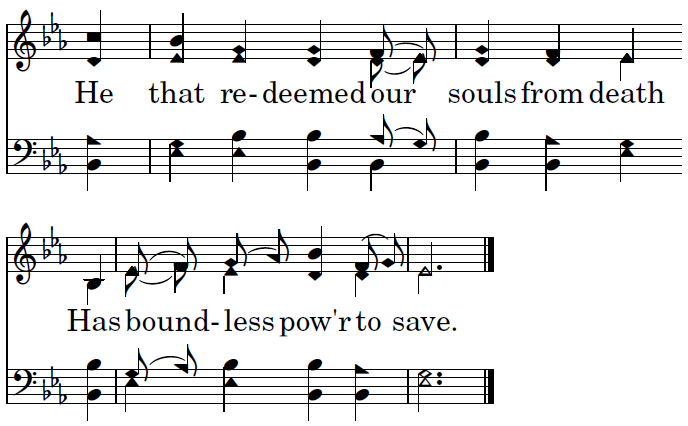 He that re-deemed our souls from death
Has bound-less pow'r to save.